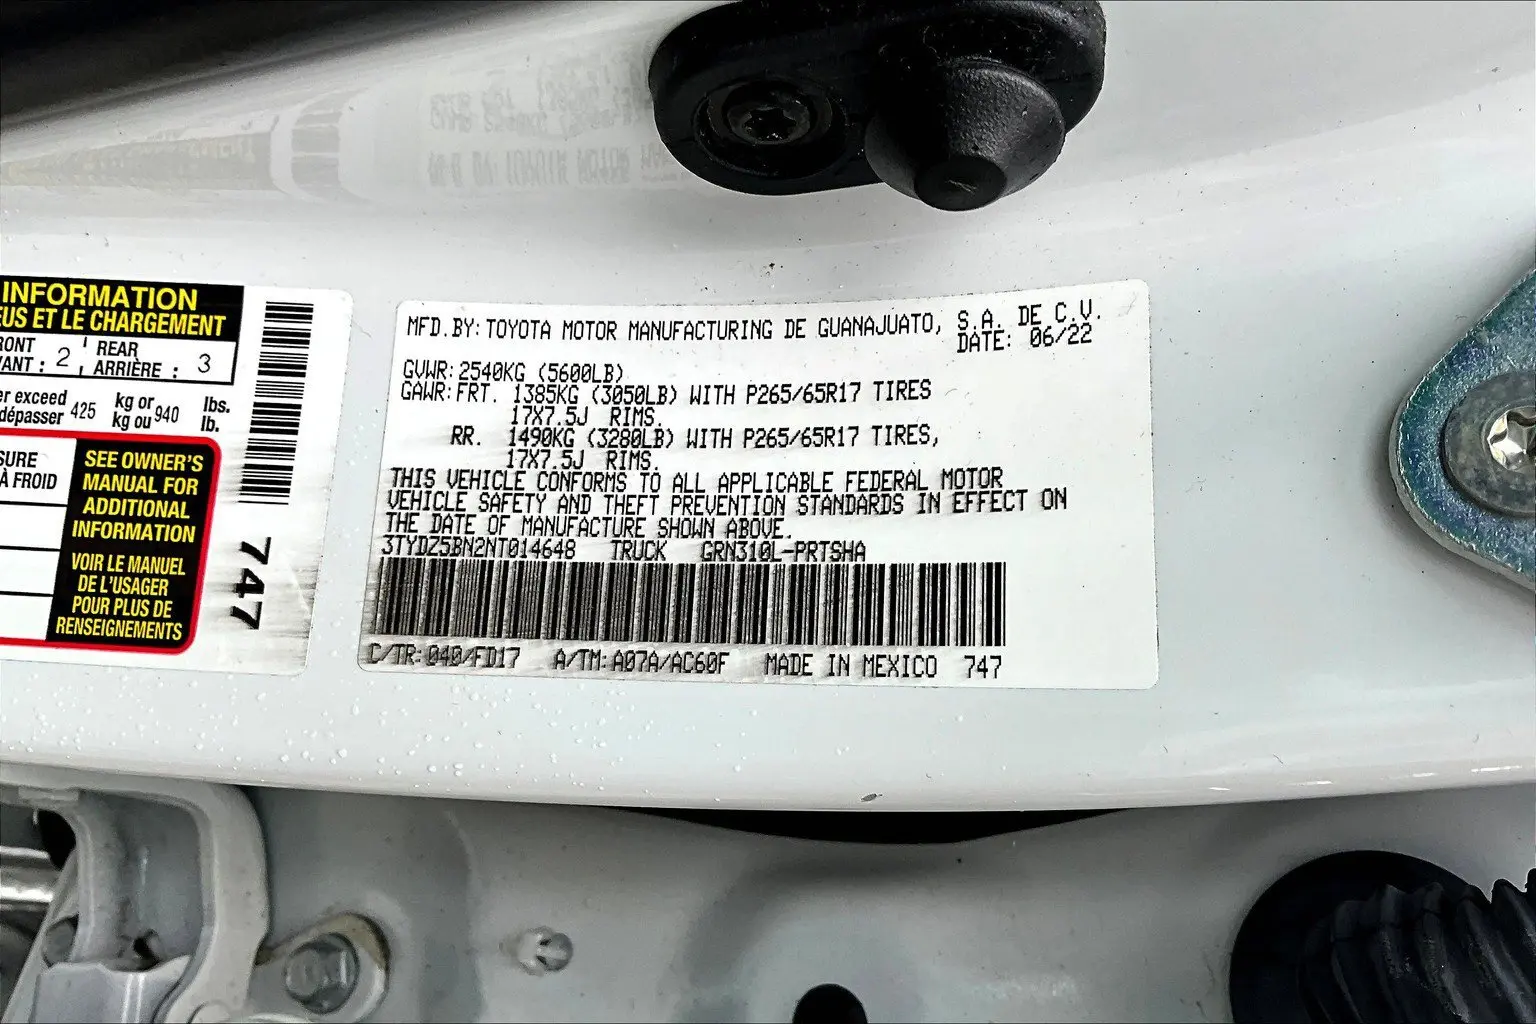 INFORMATION
EUS ET LE CHARGEMENT
RONT
VANT : 2
REAR
ARRIÈRE : 3
er exceed
dépasser 425 kg or
kg ou 940 lbs.
lb.
SURE
À FROID
SEE OWNER'S
MANUAL FOR
ADDITIONAL
INFORMATION
VOIR LE MANUEL
DE L'USAGER
POUR PLUS DE
RENSEIGNEMENTS
747
MFD.BY: TOYOTA MOTOR MANUFACTURING DE GUANAJUATO, S.A. DE C.V.
DATE: 06/22
GVWR: 2540KG (5600LB)
GAWR: FRT. 1385KG (3050LB) WITH P265/65R17 TIRES
17X7.5J RIMS.
RR. 1490KG (3280LB) WITH P265/65R17 TIRES,
17X7.5J RIMS.
THIS VEHICLE CONFORMS TO ALL APPLICABLE FEDERAL MOTOR
VEHICLE SAFETY AND THEFT PREVENTION STANDARDS IN EFFECT ON
THE DATE OF MANUFACTURE SHOWN ABOVE.
3TYDZ5BN2NT014648 TRUCK GRN310L-PRTSHA
C/TR: 040/FD17 A/TM: A07A/AC60F MADE IN MEXICO 747